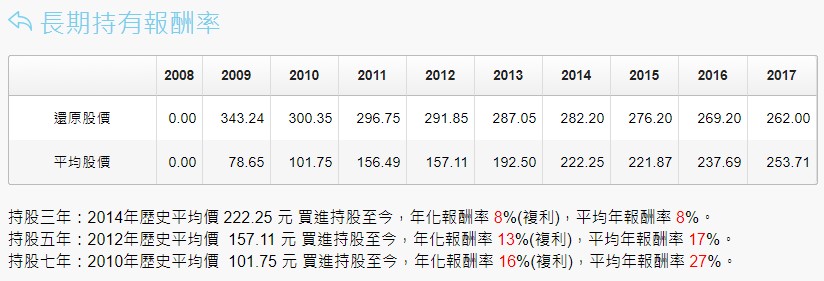 長期持有報酬率
2008 2009 2010 2011 2012 2013 2014 2015 2016 2017
還原股價 0.00 343.24 300.35 296.75 291.85 287.05 282.20 276.20 269.20 262.00
平均股價 0.00 78.65 101.75 156.49 157.11 192.50 222.25 221.87 237.69 253.71
持股三年：2014年歷史平均價 222.25 元 買進持股至今，年化報酬率 8%(複利)，平均年報酬率 8%。
持股五年：2012年歷史平均價 157.11 元 買進持股至今，年化報酬率 13%(複利)，平均年報酬率 17%。
持股七年：2010年歷史平均價 101.75 元 買進持股至今，年化報酬率 16%(複利)，平均年報酬率 27%。